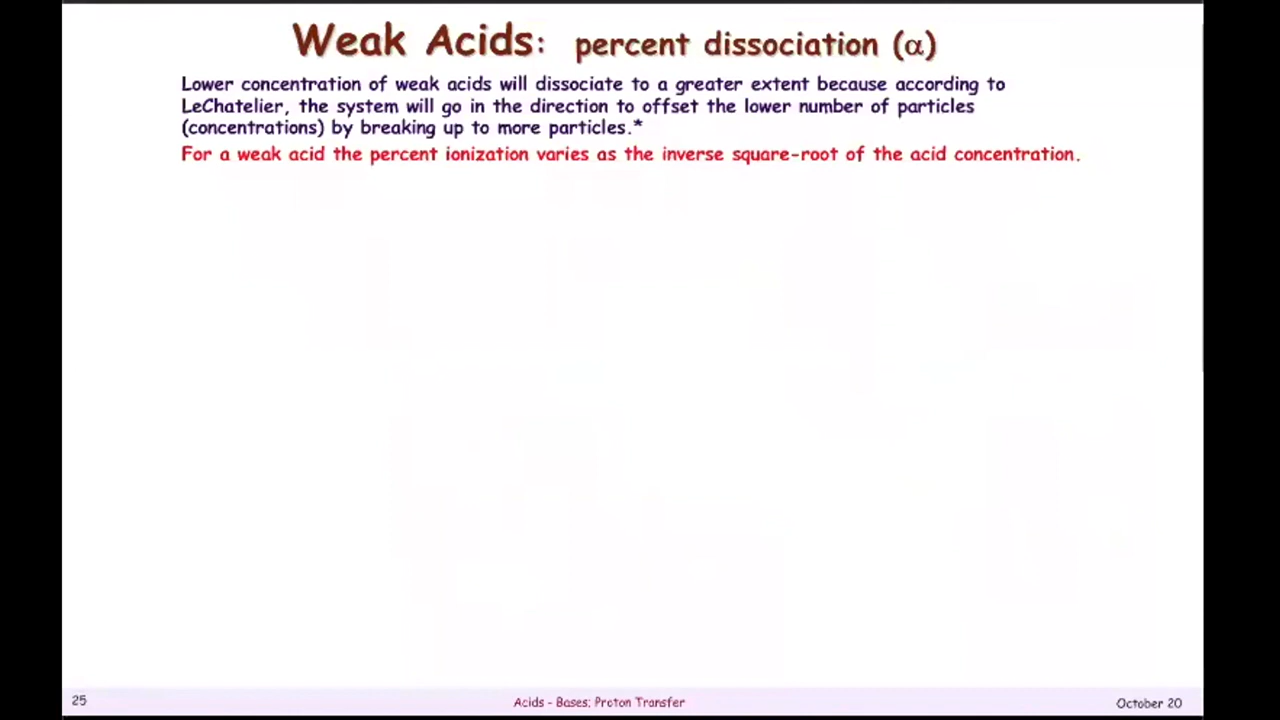 Weak Acids: percent dissociation (α)
Lower concentration of weak acids will dissociate to a greater extent because according to
LeChatelier, the system will go in the direction to offset the lower number of particles
(concentrations) by breaking up to more particles.*
For a weak acid the percent ionization varies as the inverse square-root of the acid concentration.
25
Acids - Bases: Proton Transfer
October 20